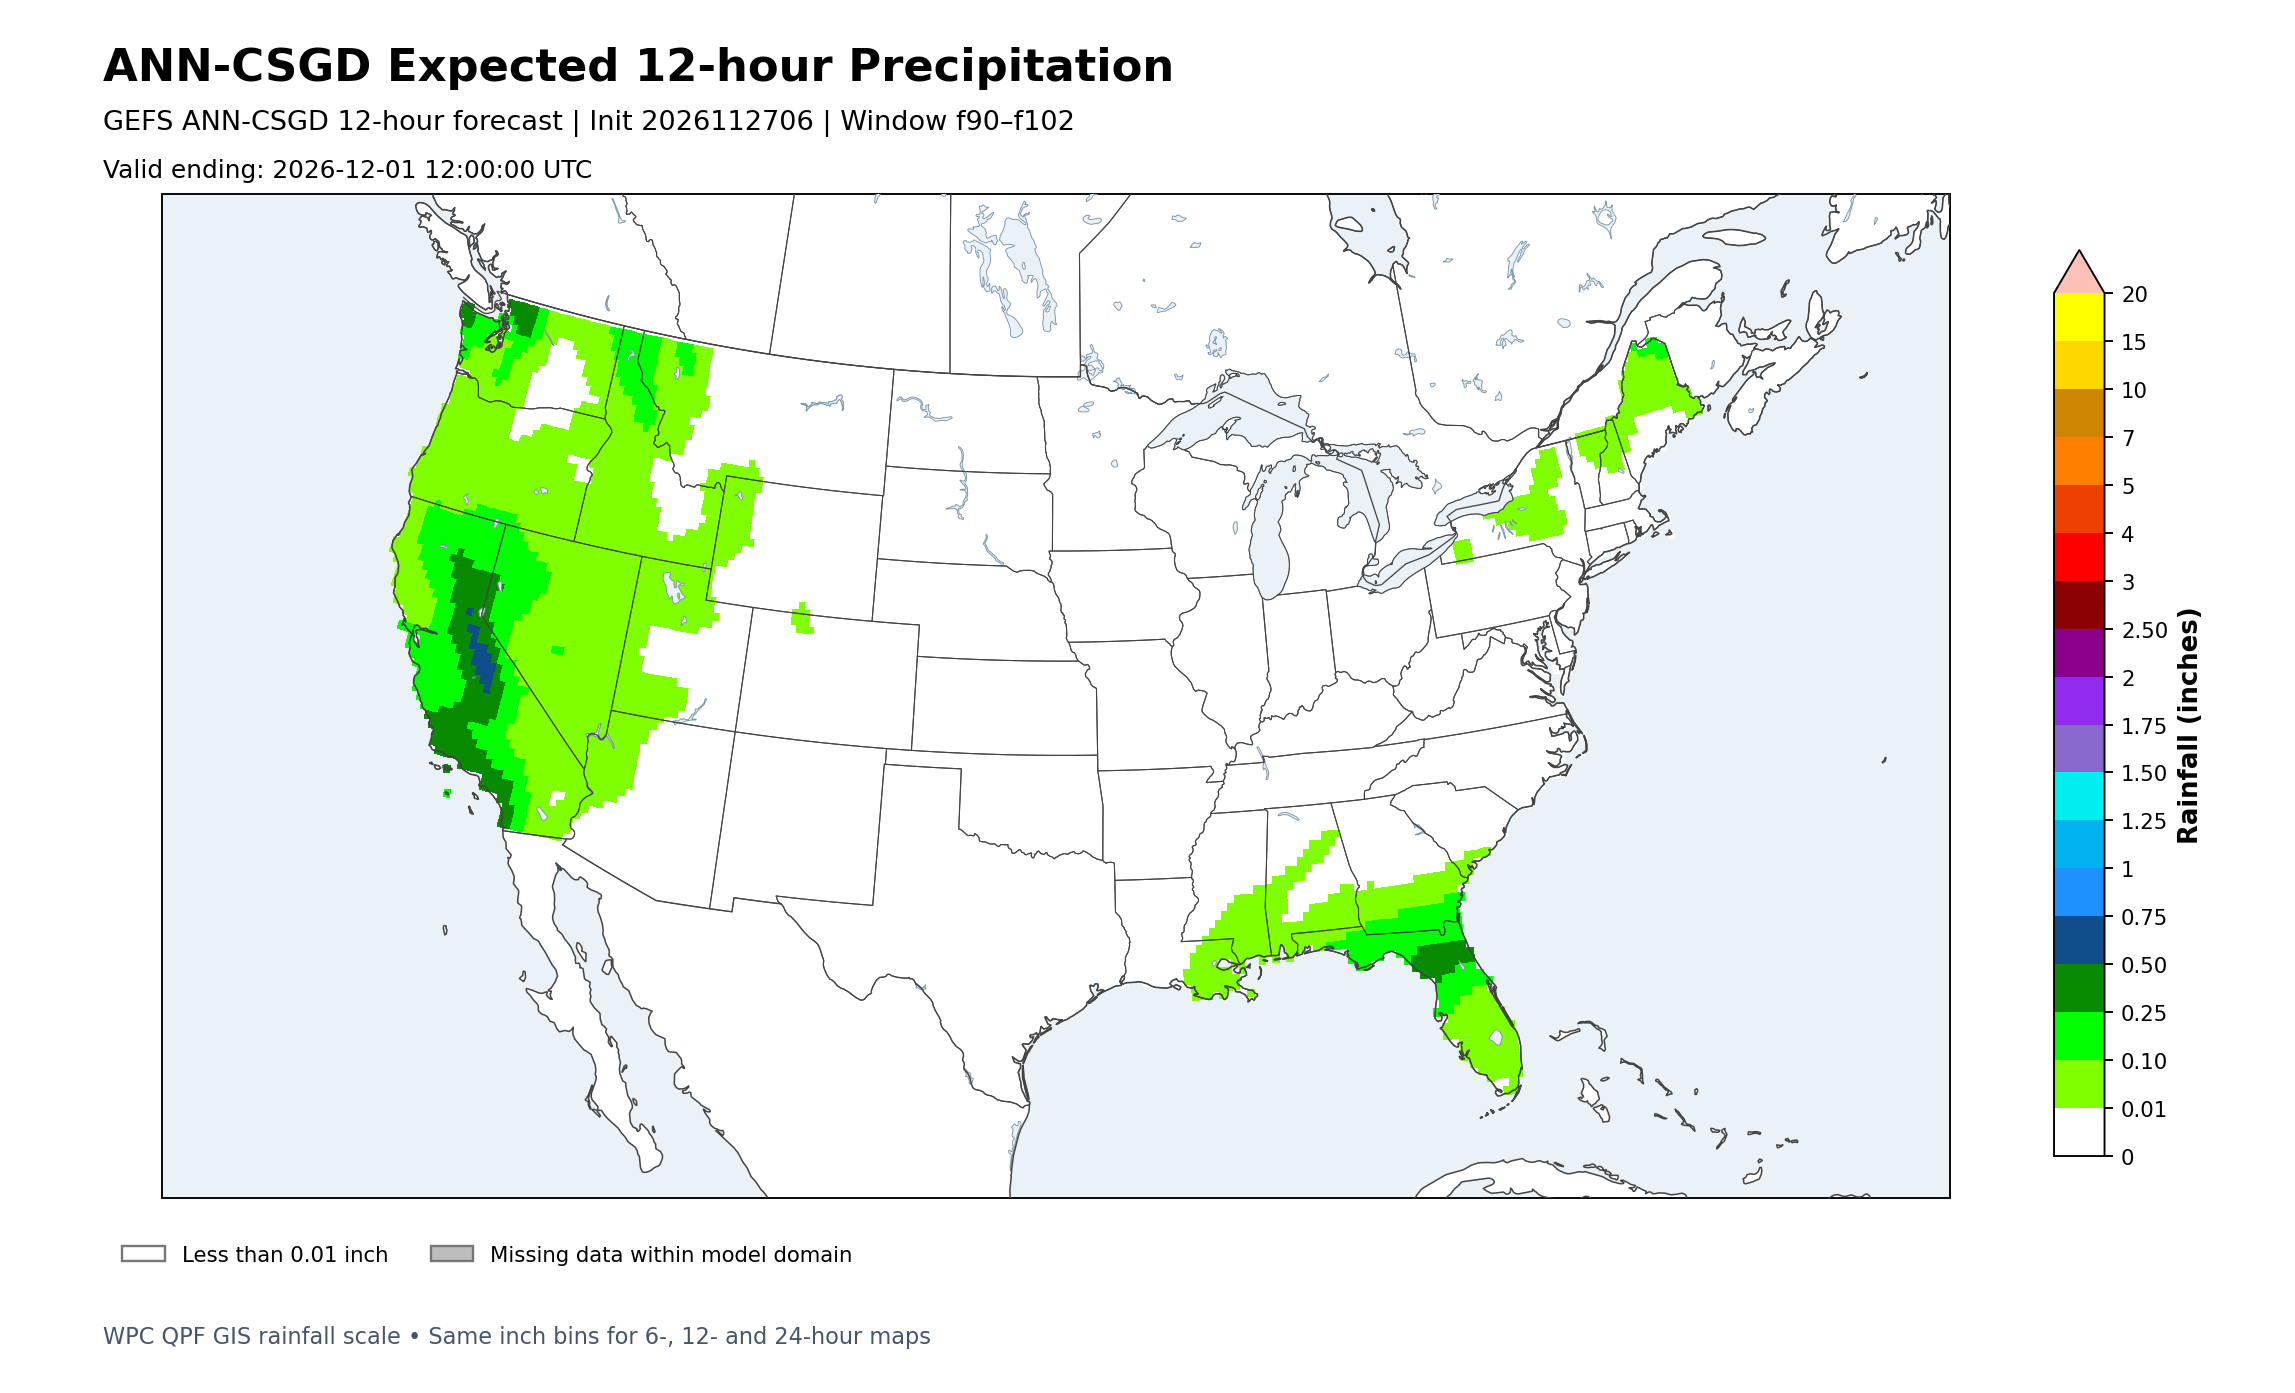 ANN-CSGD Expected 12-hour Precipitation
GEFS ANN-CSGD 12-hour forecast | Init 2026112706 | Window f90–f102
Valid ending: 2026-12-01 12:00:00 UTC
20
15
10
7
5
4
3
2.50
2
1.75
1.50
1.25
1
0.75
0.50
0.25
0.10
0.01
0
Rainfall (inches)
Less than 0.01 inch
Missing data within model domain
WPC QPF GIS rainfall scale • Same inch bins for 6-, 12- and 24-hour maps